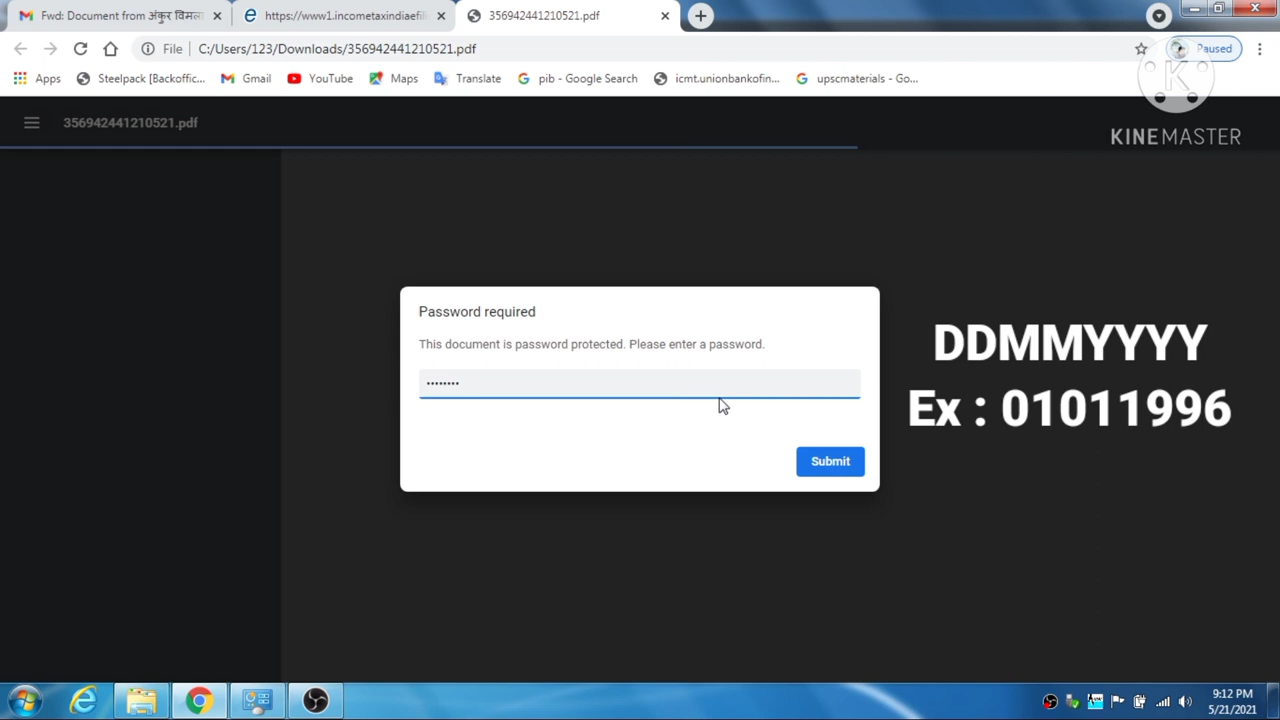 Fwd: Document from अंकुर विमल
https://www1.incometaxindiaefil
356942441210521.pdf
File
C:/Users/123/Downloads/356942441210521.pdf
Paused
Apps
Steelpack [Backoffic...
Gmail
YouTube
Maps
Translate
pib - Google Search
icmt.unionbankofin...
upscmaterials - Go...
356942441210521.pdf
K
KINEMASTER
Password required
This document is password protected. Please enter a password.
••••••••
Submit
DDMMYYYY
Ex : 01011996
9:12 PM
5/21/2021